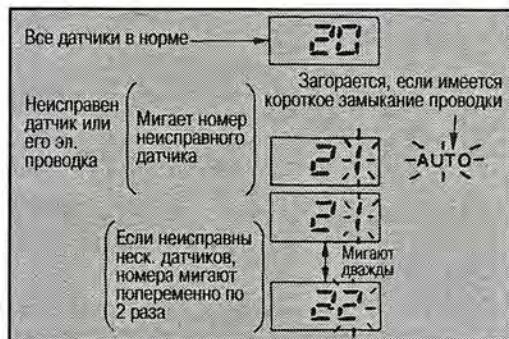 Все датчики в норме
20
Загорается, если имеется
короткое замыкание проводки
Неисправен
датчик или
его эл.
проводка
Мигает номер
неисправного
датчика
21
AUTO
21
Если неисправны
неск. датчиков,
номера мигают
попеременно по
2 раза
Мигают
дважды
22